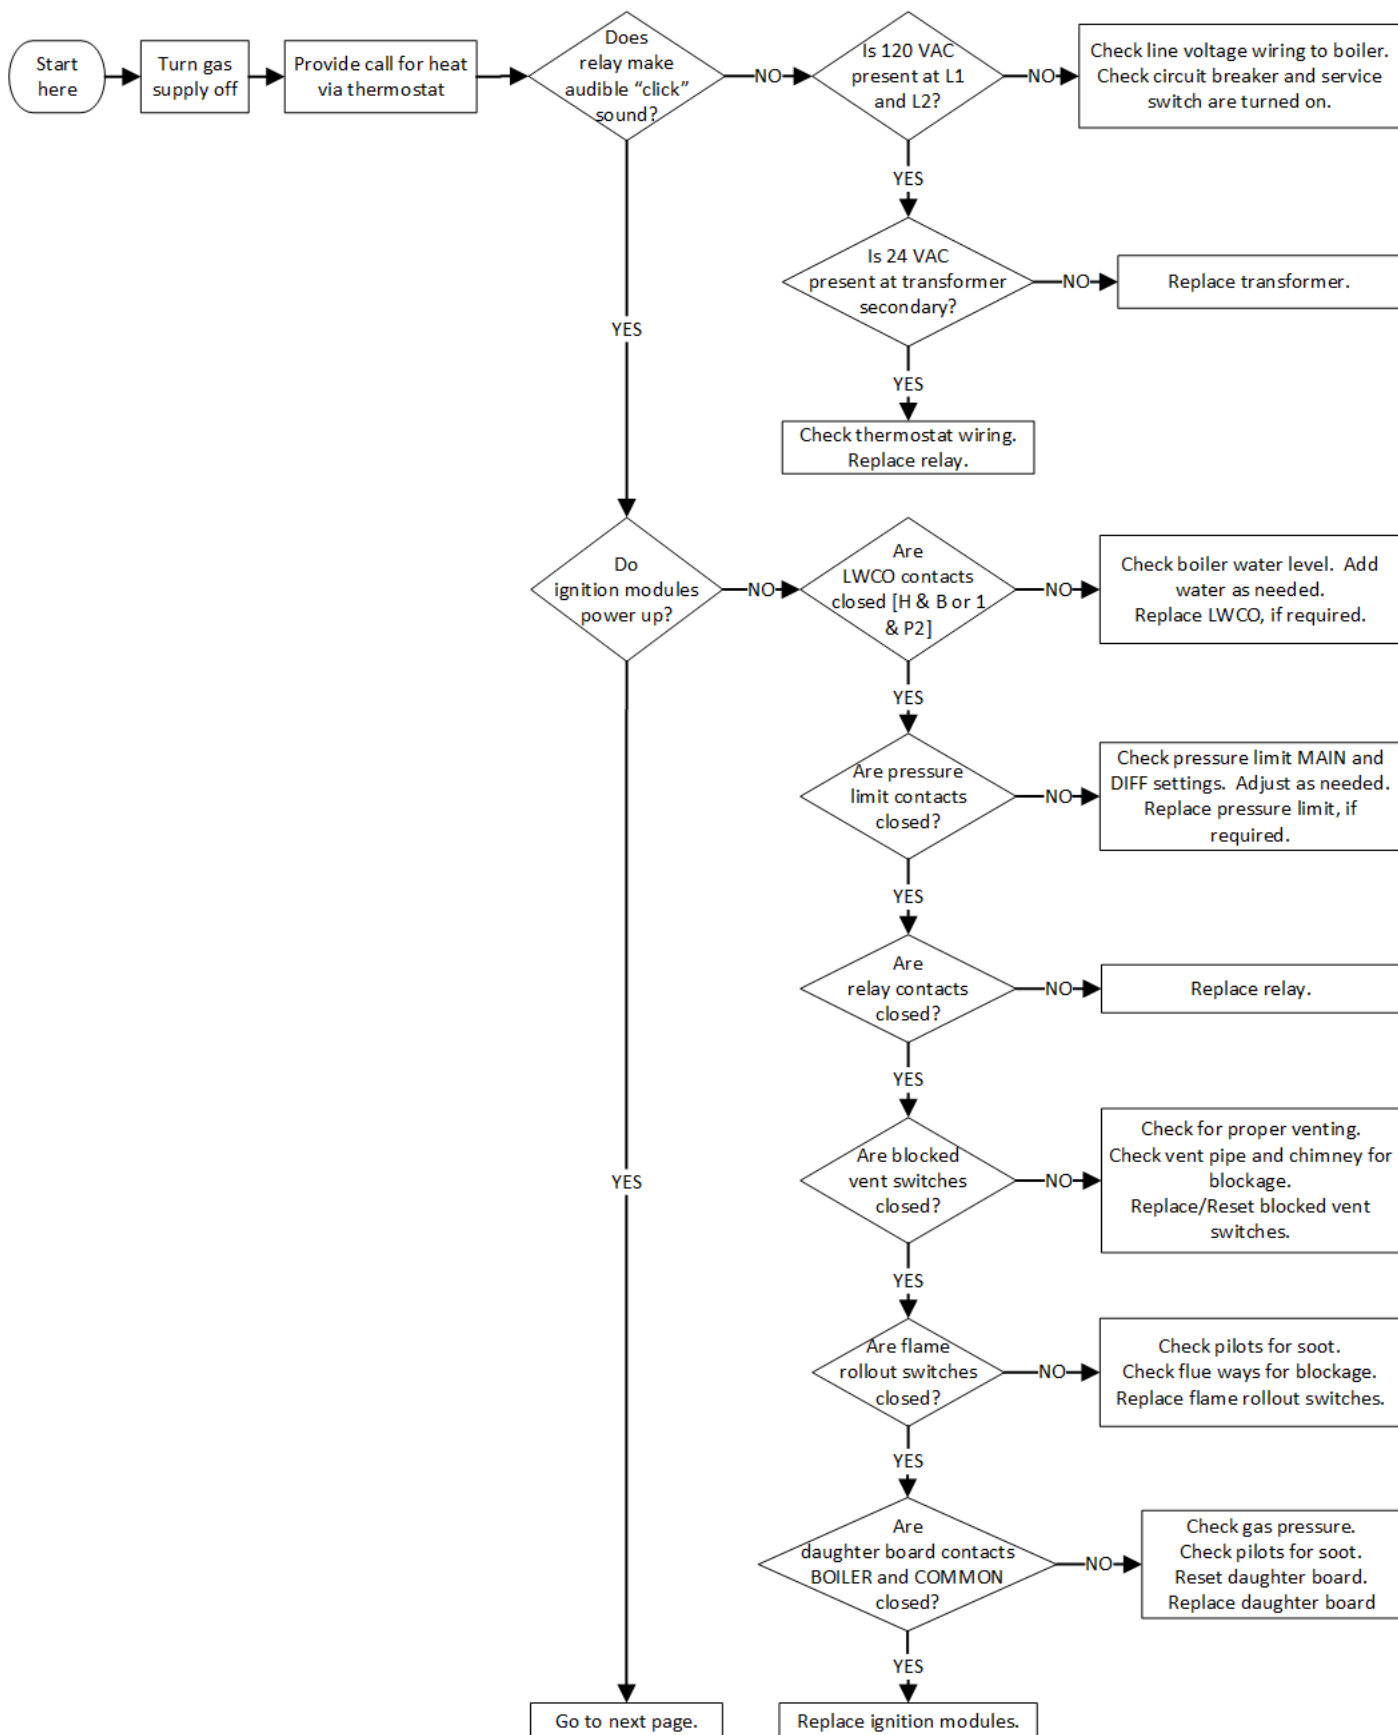 Start
here
Turn gas
supply off
Provide call for heat
via thermostat
Does
relay make
audible “click”
sound?
NO
Is 120 VAC
present at L1
and L2?
NO
Check line voltage wiring to boiler.
Check circuit breaker and service
switch are turned on.
YES
Is 24 VAC
present at transformer
secondary?
NO
Replace transformer.
YES
YES
Check thermostat wiring.
Replace relay.
Do
ignition modules
power up?
NO
Are
LWCO contacts
closed [H & B or 1
& P2]
NO
Check boiler water level. Add
water as needed.
Replace LWCO, if required.
YES
Are pressure
limit contacts
closed?
NO
Check pressure limit MAIN and
DIFF settings. Adjust as needed.
Replace pressure limit, if
required.
YES
Are
relay contacts
closed?
NO
Replace relay.
YES
Are blocked
vent switches
closed?
NO
Check for proper venting.
Check vent pipe and chimney for
blockage.
Replace/Reset blocked vent
switches.
YES
YES
Are flame
rollout switches
closed?
NO
Check pilots for soot.
Check flue ways for blockage.
Replace flame rollout switches.
YES
Are
daughter board contacts
BOILER and COMMON
closed?
NO
Check gas pressure.
Check pilots for soot.
Reset daughter board.
Replace daughter board
YES
Go to next page.
Replace ignition modules.